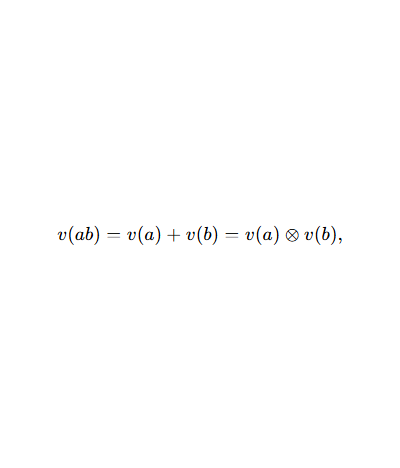 v(ab) = v(a) + v(b) = v(a) ⊗ v(b),